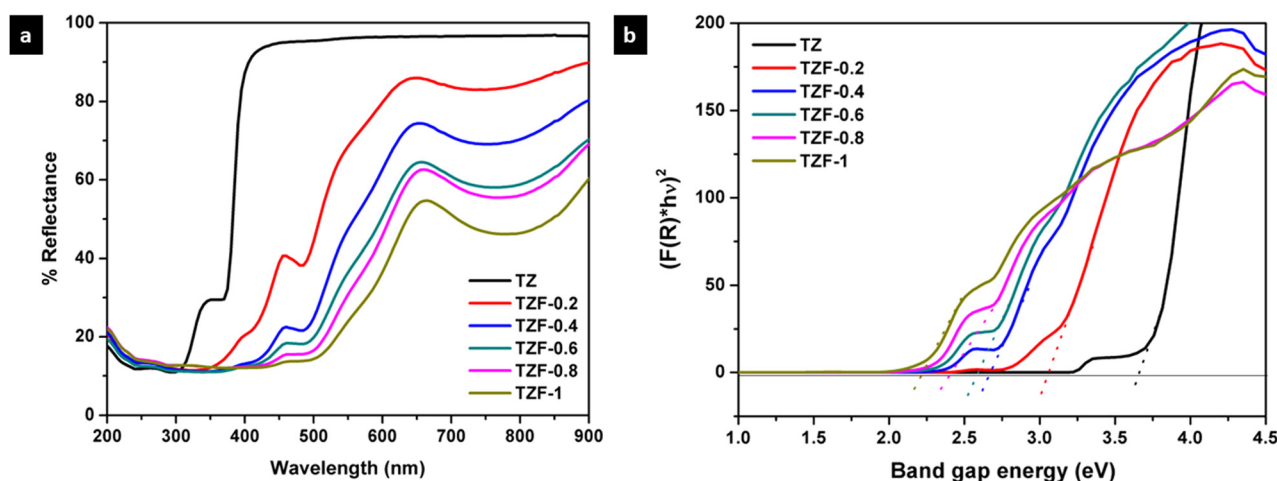 a
100
80
60
40
20
0
% Reflectance
TZ
TZF-0.2
TZF-0.4
TZF-0.6
TZF-0.8
TZF-1
200 300 400 500 600 700 800 900
Wavelength (nm)
b
200
150
100
50
0
(F(R)*hν)²
TZ
TZF-0.2
TZF-0.4
TZF-0.6
TZF-0.8
TZF-1
1.0 1.5 2.0 2.5 3.0 3.5 4.0 4.5
Band gap energy (eV)